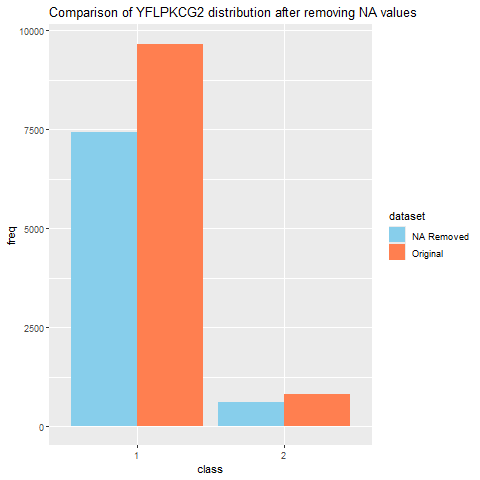 Comparison of YFLPKCG2 distribution after removing NA values
10000
7500
5000
2500
0
freq
1
2
class
dataset
NA Removed
Original